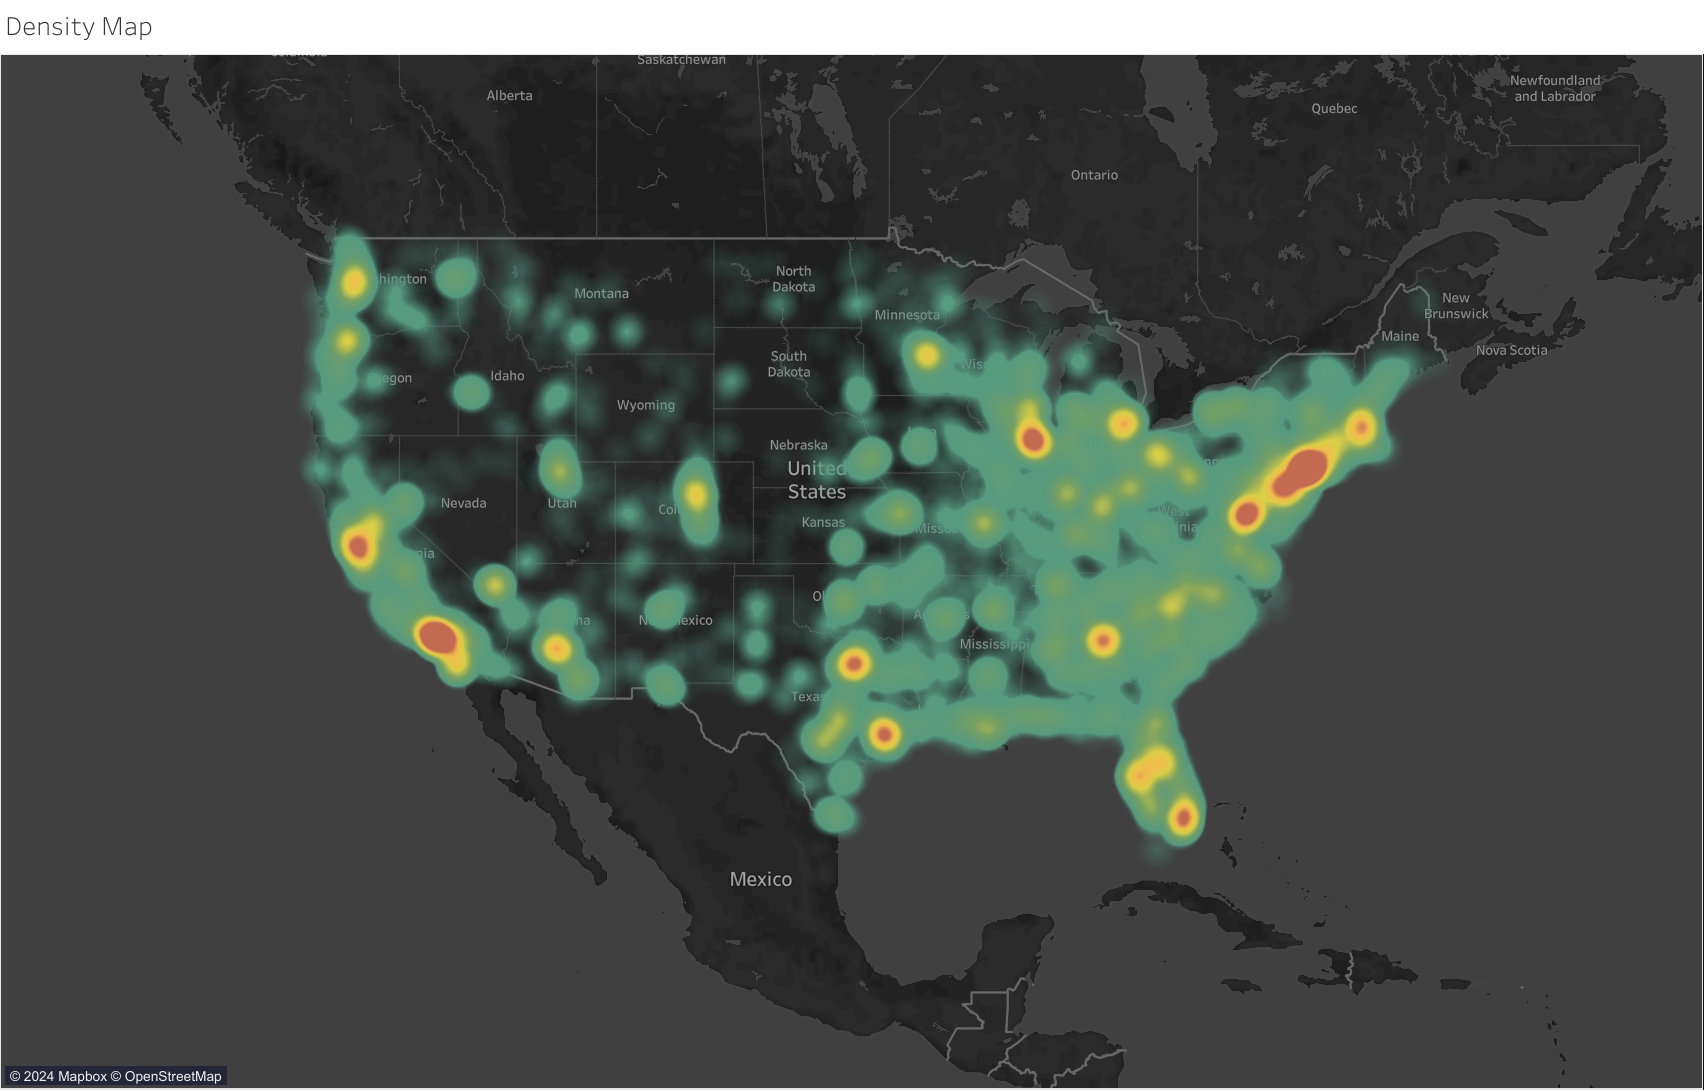 Density Map
Saskatchewan
Alberta
Newfoundland
and Labrador
Quebec
Ontario
North
Dakota
Montana
New
Brunswick
Minnesota
Maine
Nova Scotia
South
Dakota
Idaho
Wyoming
Nebraska
United
States
Nevada
Utah
Kansas
Mississippi
Texas
Mexico
© 2024 Mapbox © OpenStreetMap